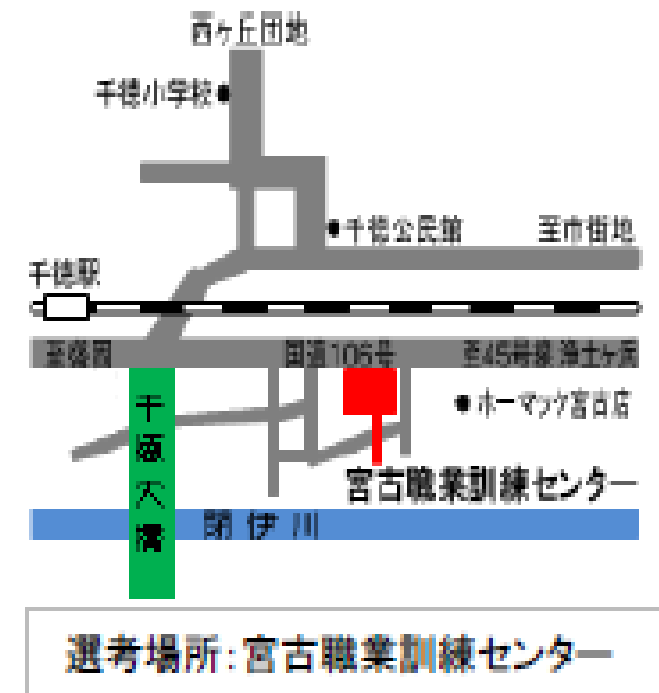 西ヶ丘団地
千徳小学校
千徳公民館
至市街地
千徳駅
至盛岡
国道106号
至45号線 浄土ヶ浜
千徳大橋
ホーマック宮古店
宮古職業訓練センター
閉伊川
選考場所：宮古職業訓練センター